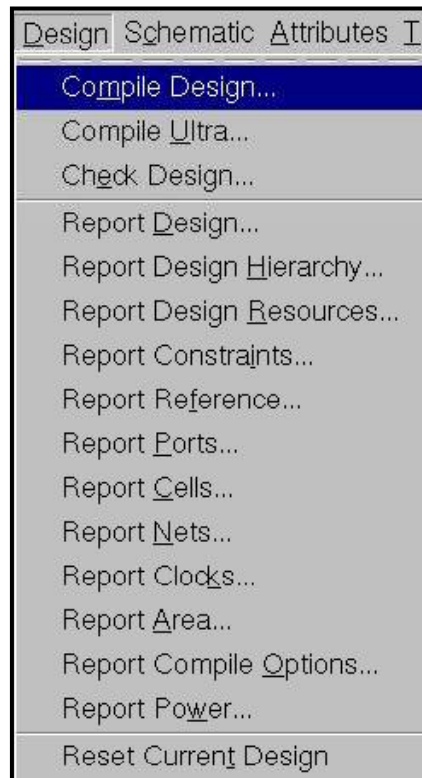 Design Schematic Attributes T
Compile Design...
Compile Ultra...
Check Design...
Report Design...
Report Design Hierarchy...
Report Design Resources...
Report Constraints...
Report Reference...
Report Ports...
Report Cells...
Report Nets...
Report Clocks...
Report Area...
Report Compile Options...
Report Power...
Reset Current Design